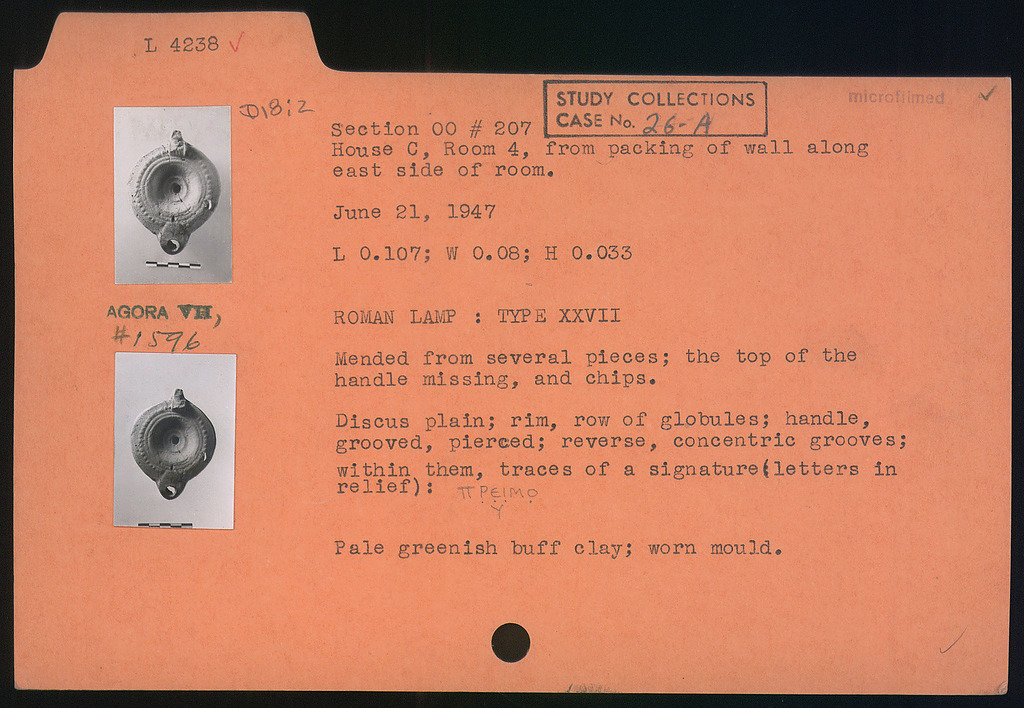 L 4238 ✓
D18:2
STUDY COLLECTIONS
CASE No. 26-A
microfilmed ✓
Section OO # 207
House C, Room 4, from packing of wall along
east side of room.
June 21, 1947
L 0.107; W 0.08; H 0.033
AGORA VII,
#1596
ROMAN LAMP : TYPE XXVII
Mended from several pieces; the top of the
handle missing, and chips.
Discus plain; rim, row of globules; handle,
grooved, pierced; reverse, concentric grooves;
within them, traces of a signature(letters in
relief): ΠΡΕΙΜΟ
Υ
Pale greenish buff clay; worn mould.